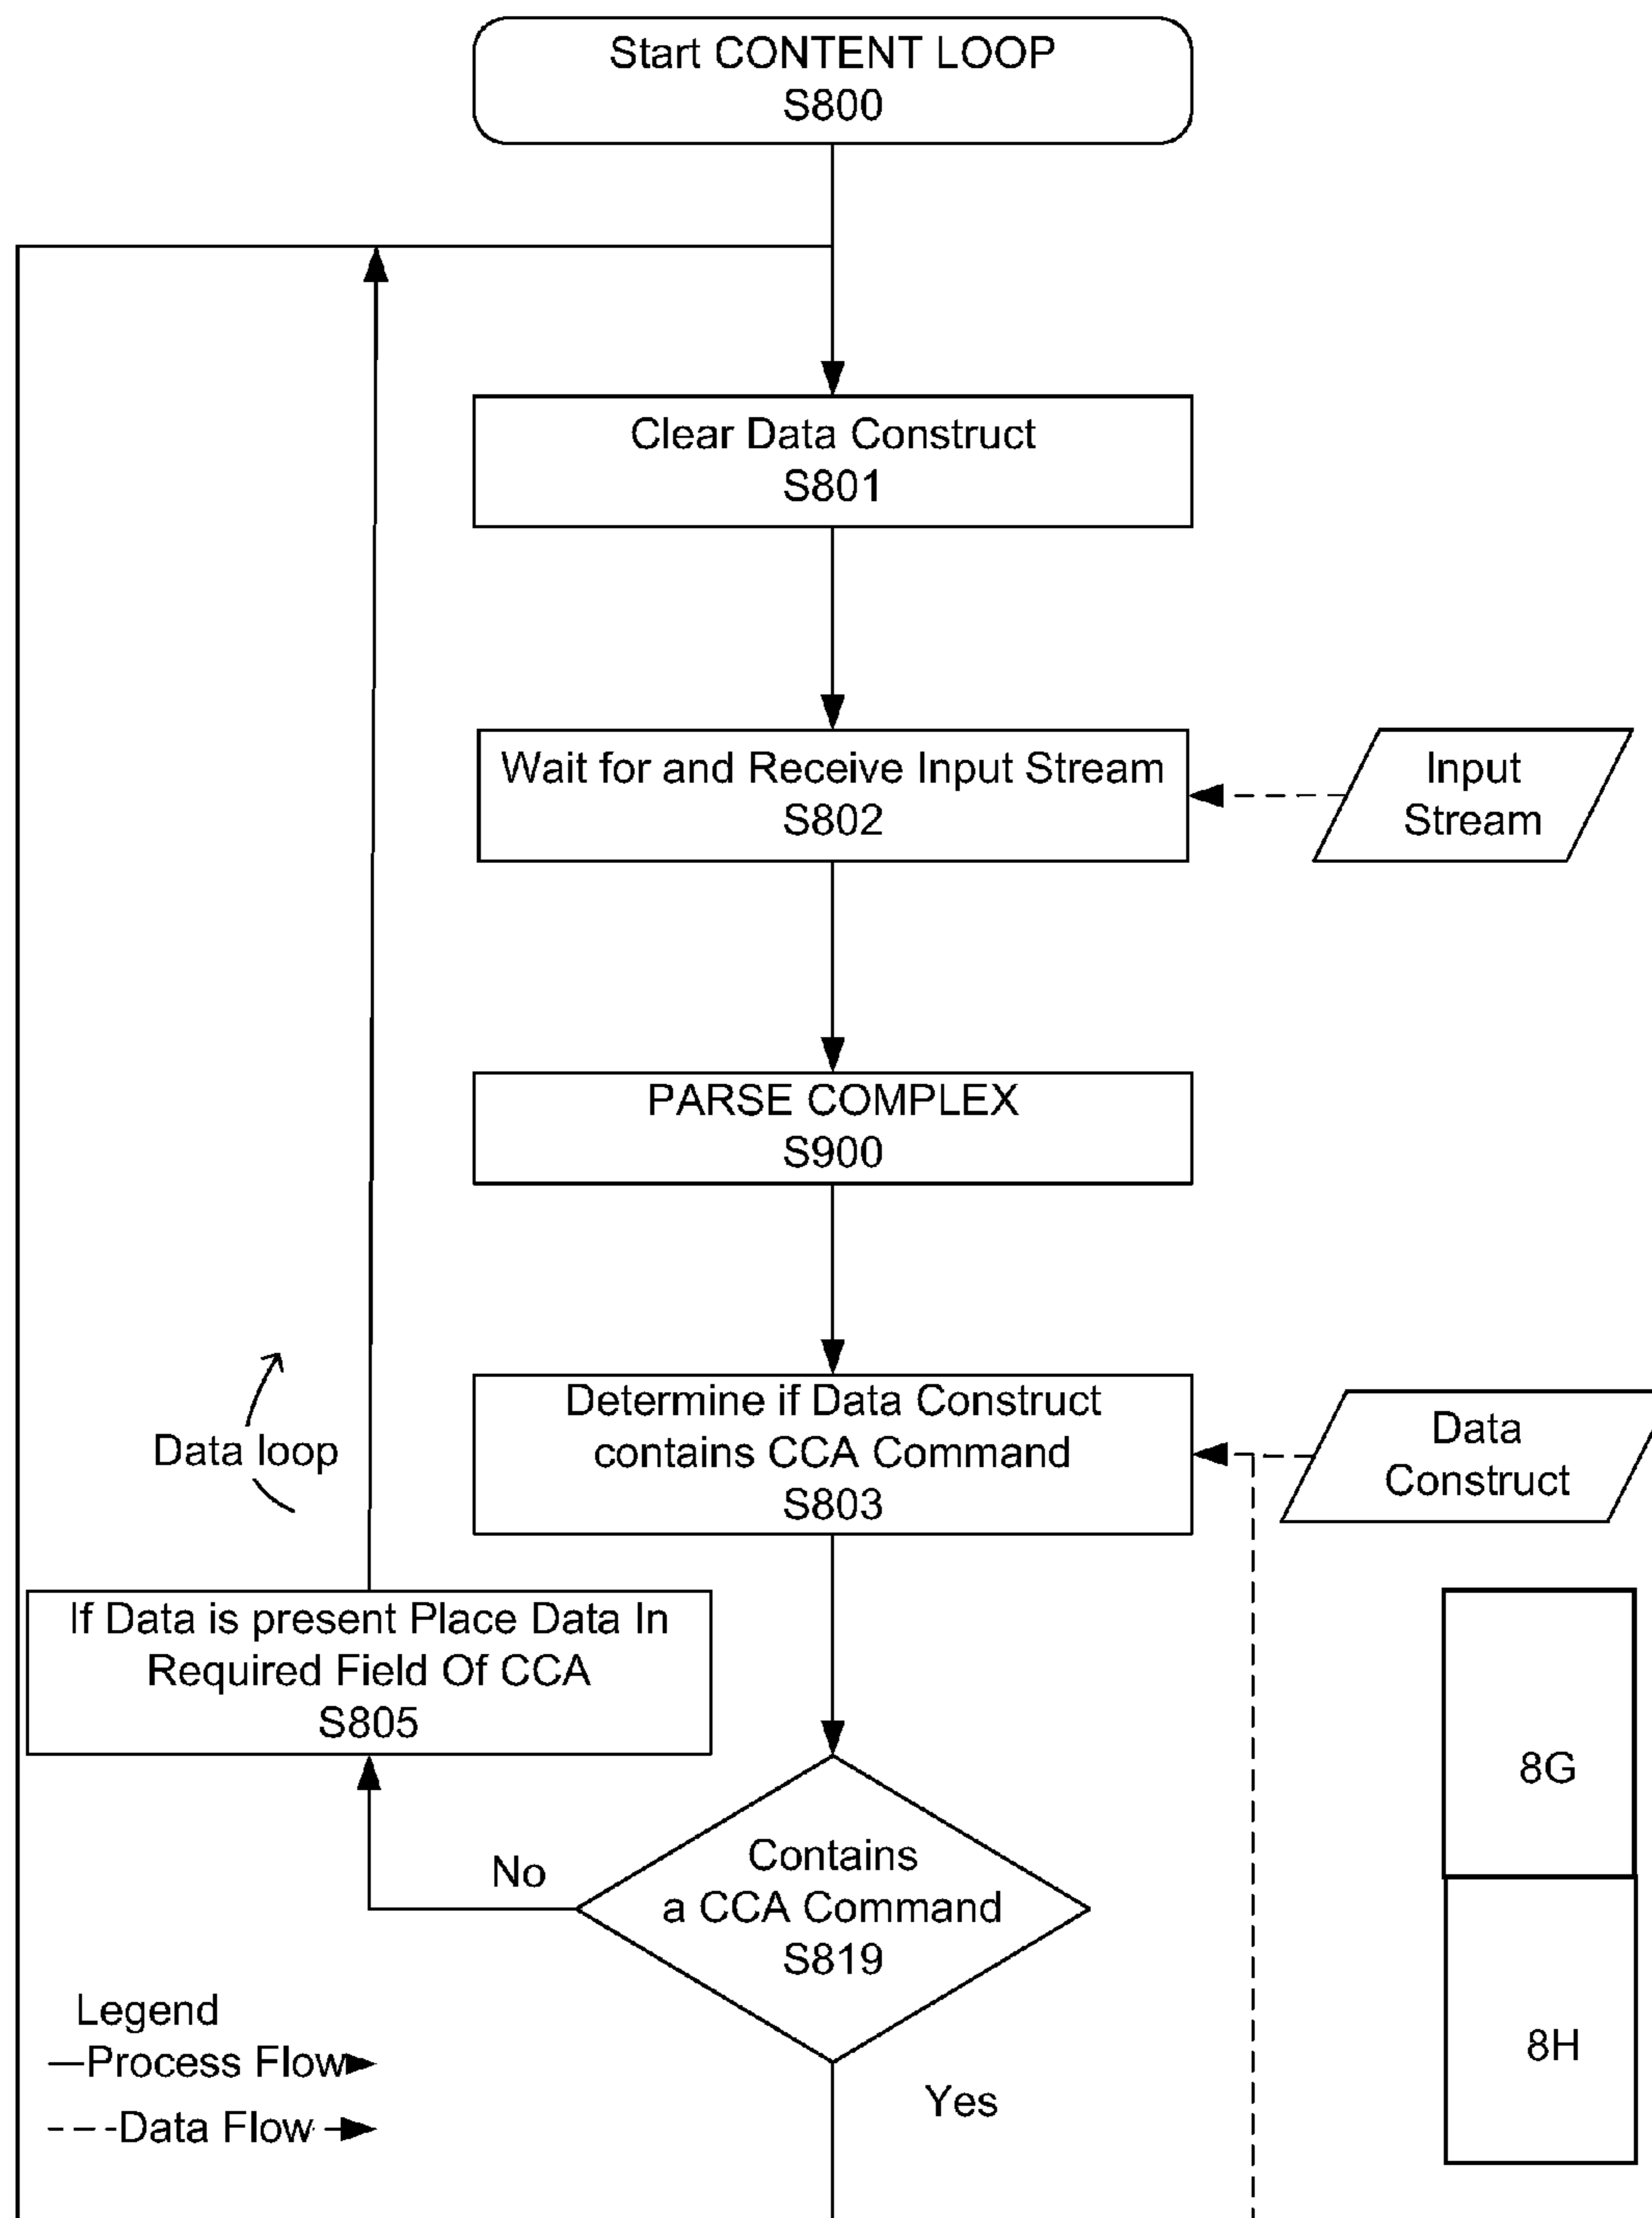 Start CONTENT LOOP
S800
Clear Data Construct
S801
Wait for and Receive Input Stream
S802
Input
Stream
PARSE COMPLEX
S900
Determine if Data Construct
contains CCA Command
S803
Data
Construct
Data loop
If Data is present Place Data In
Required Field Of CCA
S805
8G
Contains
a CCA Command
S819
No
8H
Legend
Process Flow
Data Flow
Yes